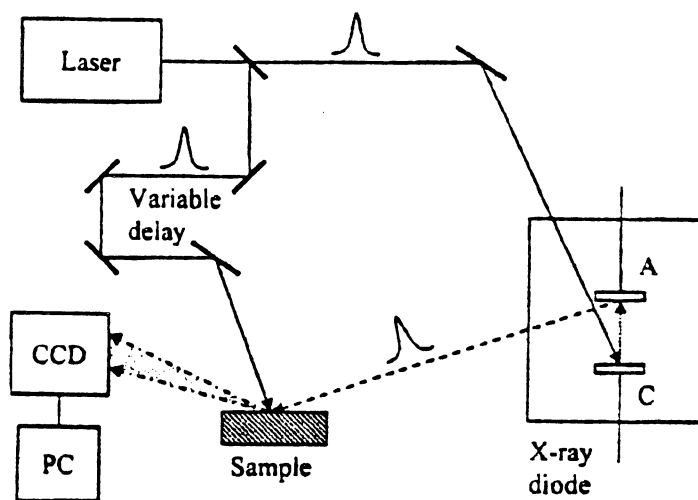 Laser
Variable
delay
A
CCD
C
PC
Sample
X-ray
diode